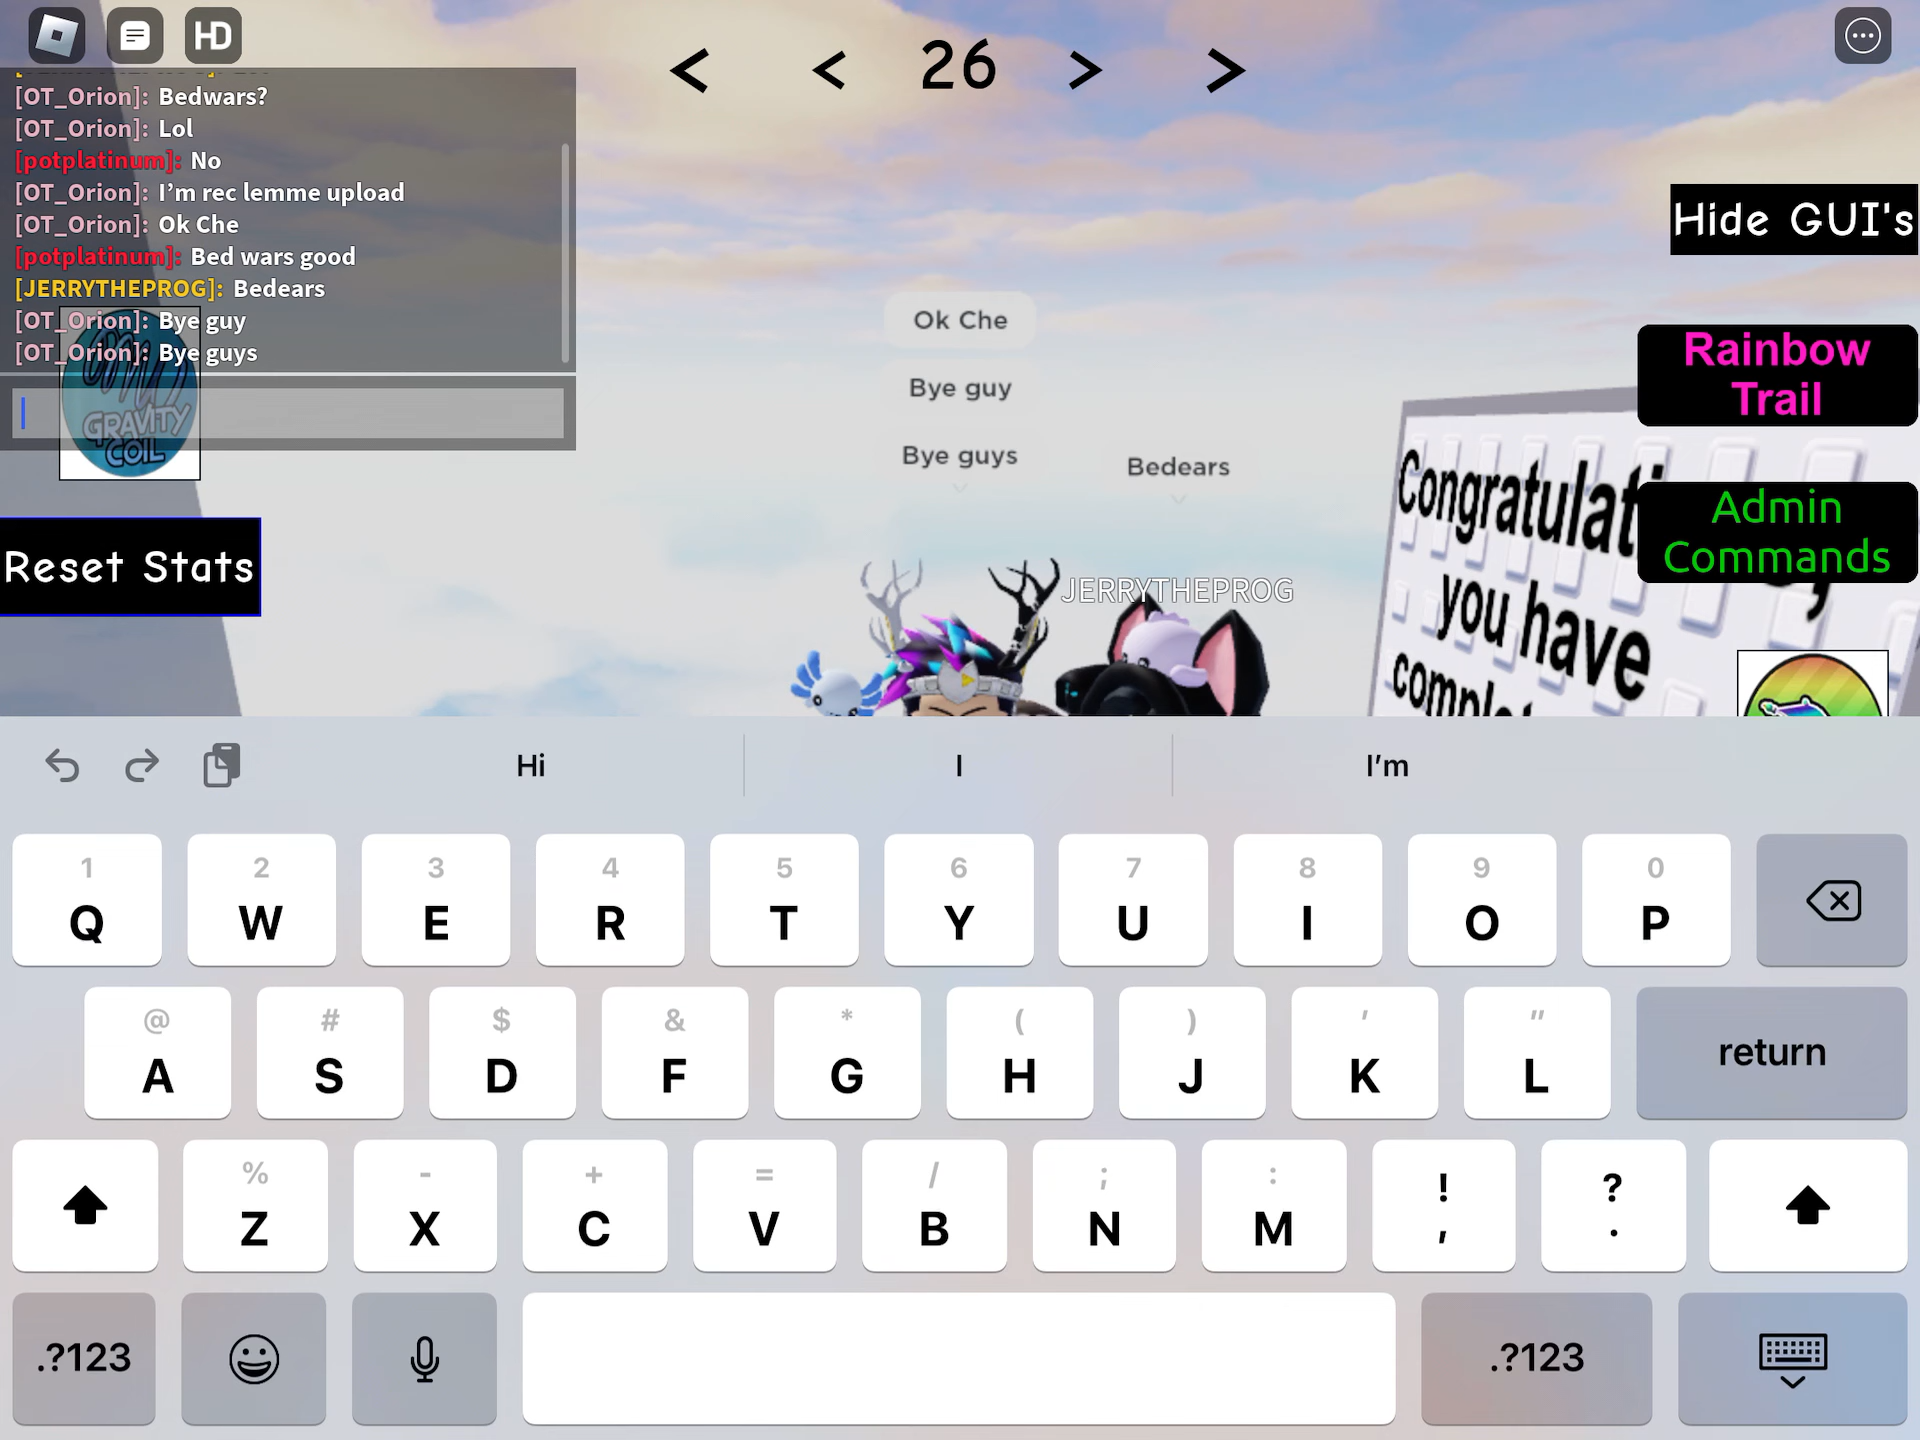 HD
< < 26 > >
[OT_Orion]: Bedwars?
[OT_Orion]: Lol
[potplatinum]: No
[OT_Orion]: I'm rec lemme upload
[OT_Orion]: Ok Che
[potplatinum]: Bed wars good
[JERRYTHEPROG]: Bedears
[OT_Orion]: Bye guy
[OT_Orion]: Bye guys
GRAVITY
COIL
Reset Stats
Ok Che
Bye guy
Bye guys
Bedears
JERRYTHEPROG
Hide GUI's
Rainbow
Trail
Admin
Commands
you have
Hi I I'm
1 2 3 4 5 6 7 8 9 0
Q W E R T Y U I O P
@ # $ & * ( ) ' "
A S D F G H J K L return
% - + = / ; : ! ?
Z X C V B N M , .
.?123 .?123